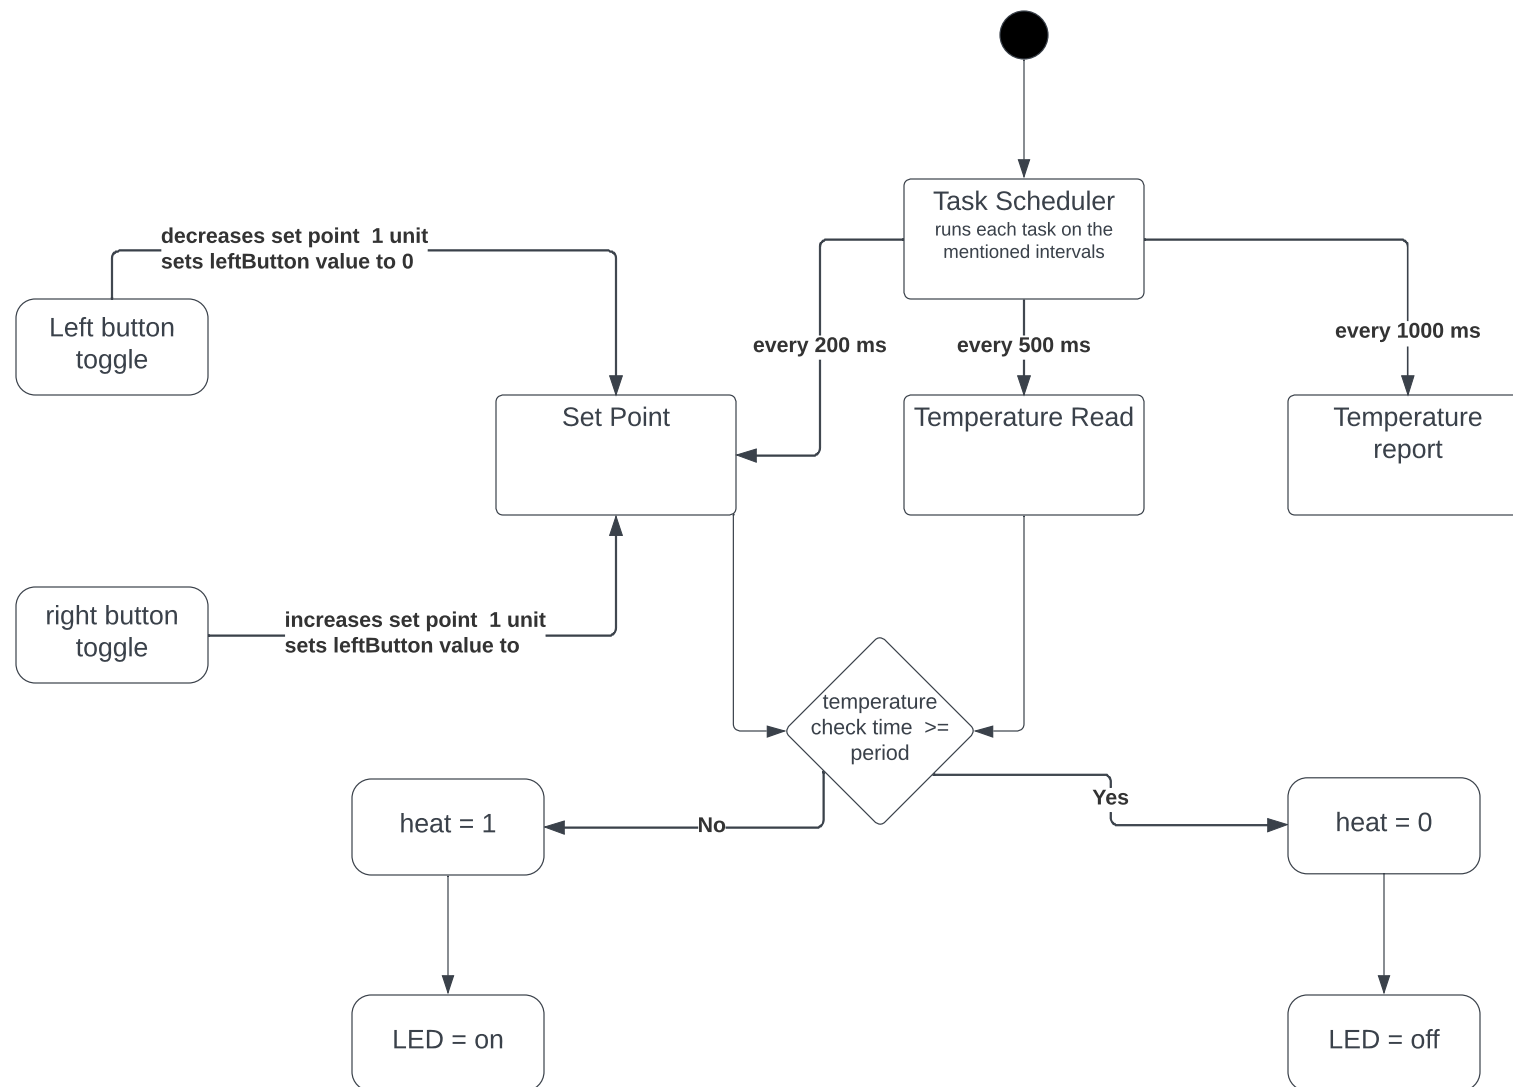 Task Scheduler
runs each task on the
mentioned intervals
decreases set point  1 unit
sets leftButton value to 0
Left button
toggle
every 200 ms
every 500 ms
every 1000 ms
Set Point
Temperature Read
Temperature
report
right button
toggle
increases set point  1 unit
sets leftButton value to
temperature
check time  >=
period
No
Yes
heat = 1
heat = 0
LED = on
LED = off